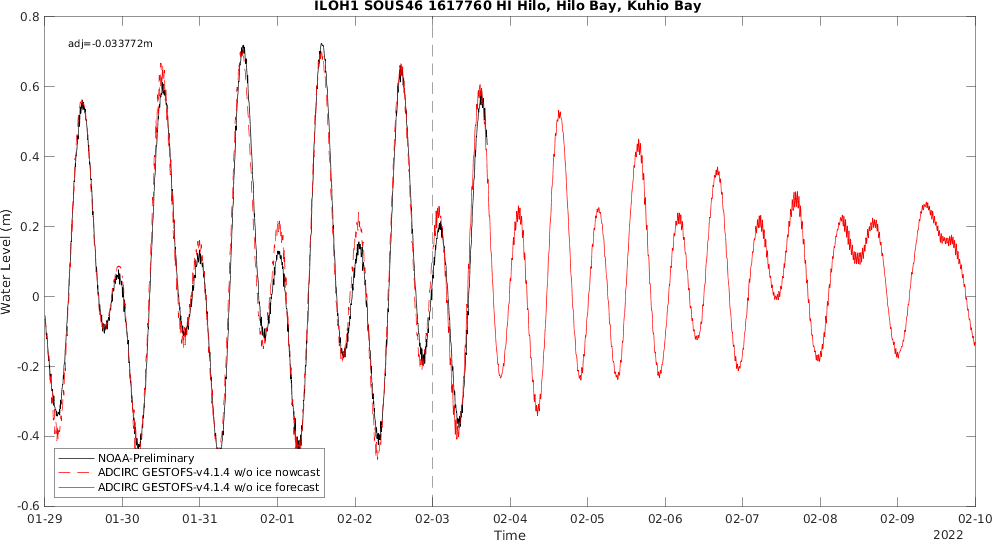 ILOH1 SOUS46 1617760 HI Hilo, Hilo Bay, Kuhio Bay
adj=-0.033772m
0.8
0.6
0.4
0.2
0
-0.2
-0.4
-0.6
Water Level (m)
NOAA-Preliminary
ADCIRC GESTOFS-v4.1.4 w/o ice nowcast
ADCIRC GESTOFS-v4.1.4 w/o ice forecast
01-29 01-30 01-31 02-01 02-02 02-03 02-04 02-05 02-06 02-07 02-08 02-09 02-10
Time
2022